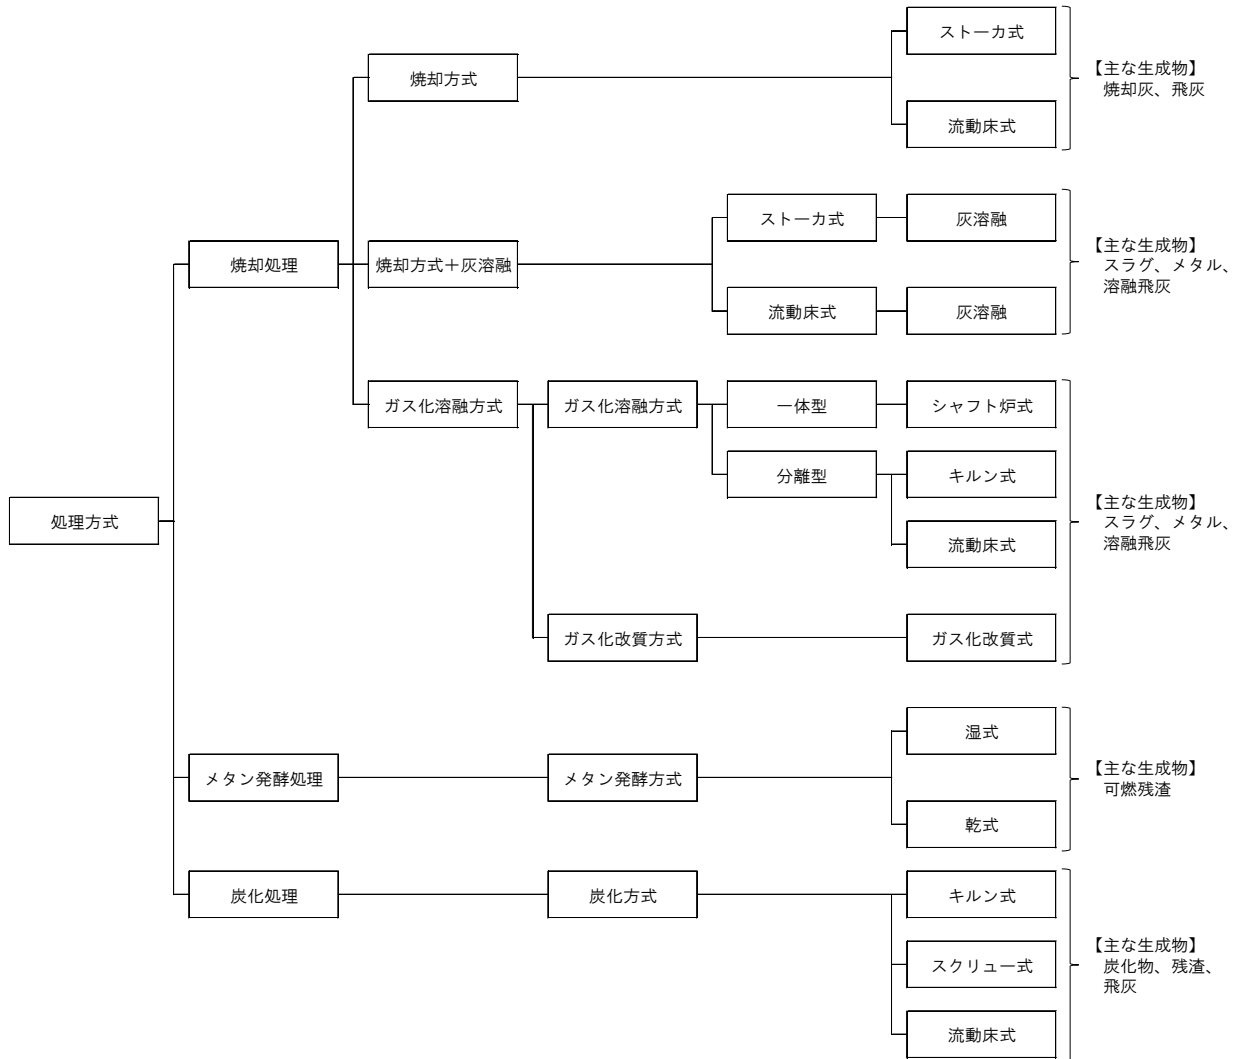 ストーカ式
焼却方式
【主な生成物】
焼却灰、飛灰
流動床式
ストーカ式
灰溶融
焼却処理
焼却方式＋灰溶融
【主な生成物】
スラグ、メタル、
溶融飛灰
流動床式
灰溶融
ガス化溶融方式
ガス化溶融方式
一体型
シャフト炉式
分離型
キルン式
処理方式
流動床式
【主な生成物】
スラグ、メタル、
溶融飛灰
ガス化改質方式
ガス化改質式
湿式
メタン発酵処理
メタン発酵方式
【主な生成物】
可燃残渣
乾式
炭化処理
炭化方式
キルン式
スクリュー式
【主な生成物】
炭化物、残渣、
飛灰
流動床式